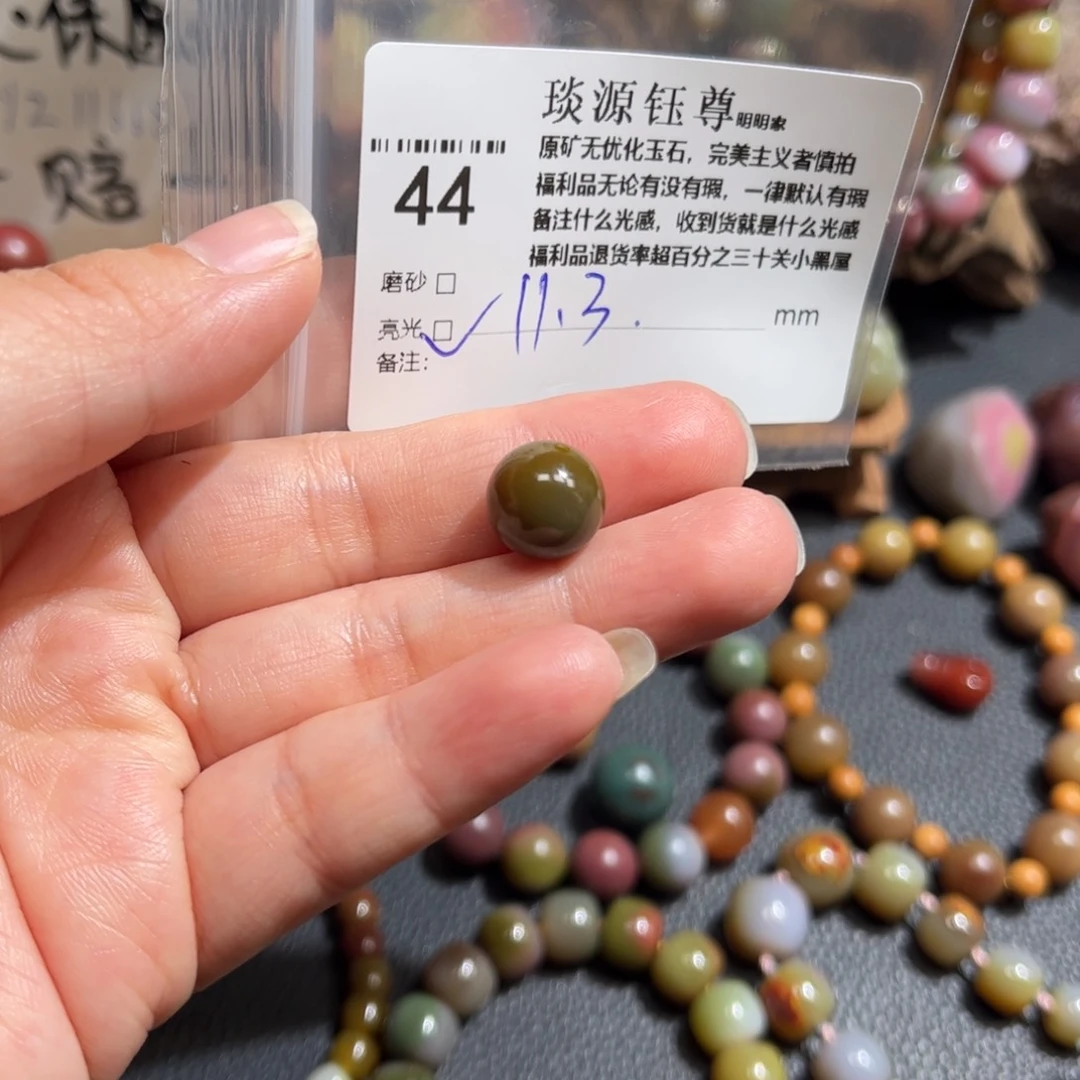 保
赔
琰源钰尊明明家
原矿无优化玉石，完美主义者慎拍
44
福利品无论有没有瑕，一律默认有瑕
备注什么光感，收到货就是什么光感
福利品退货率超百分之三十关小黑屋
磨砂 □
亮光 □ 11.3. mm
备注：